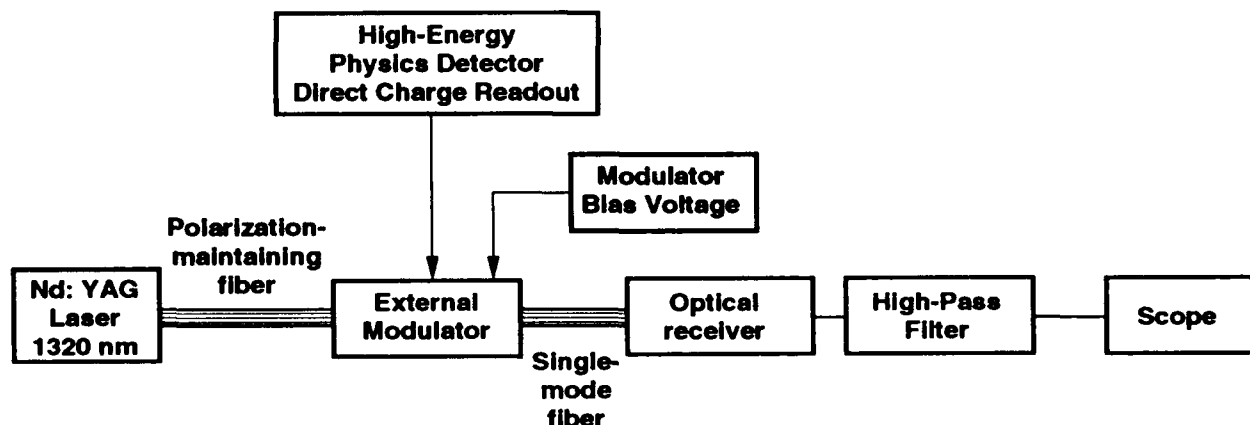 High-Energy
Physics Detector
Direct Charge Readout
Modulator
Bias Voltage
Polarization-
maintaining
fiber
Nd: YAG
Laser
1320 nm
External
Modulator
Single-
mode
fiber
Optical
receiver
High-Pass
Filter
Scope